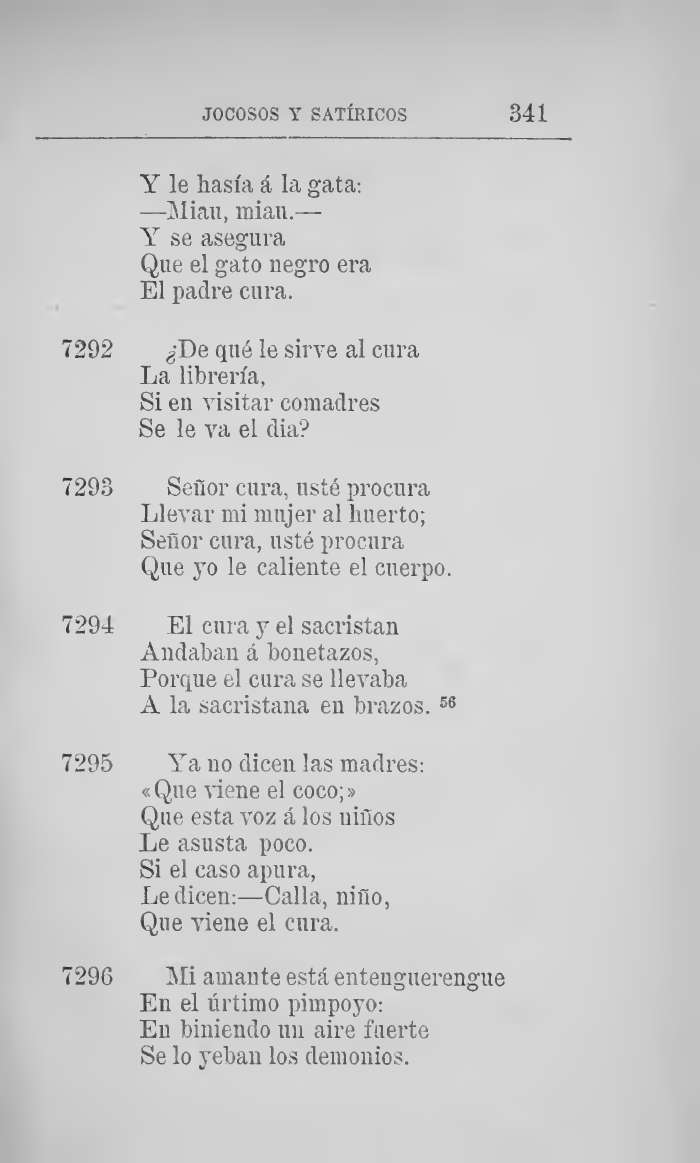 JOCOSOS Y SATÍRICOS 341
Y le hasía á la gata:
—Miau, miau.—
Y se asegura
Que el gato negro era
El padre cura.
7292 ¿De qué le sirve al cura
La librería,
Si en visitar comadres
Se le va el dia?
7293 Señor cura, usté procura
Llevar mi mujer al huerto;
Señor cura, usté procura
Que yo le caliente el cuerpo.
7294 El cura y el sacristan
Andaban á bonetazos,
Porque el cura se llevaba
A la sacristana en brazos. 56
7295 Ya no dicen las madres:
«Que viene el coco;»
Que esta voz á los niños
Le asusta poco.
Si el caso apura,
Le dicen:—Calla, niño,
Que viene el cura.
7296 Mi amante está entenguerengue
En el úrtimo pimpoyo:
En biniendo un aire fuerte
Se lo yeban los demonios.